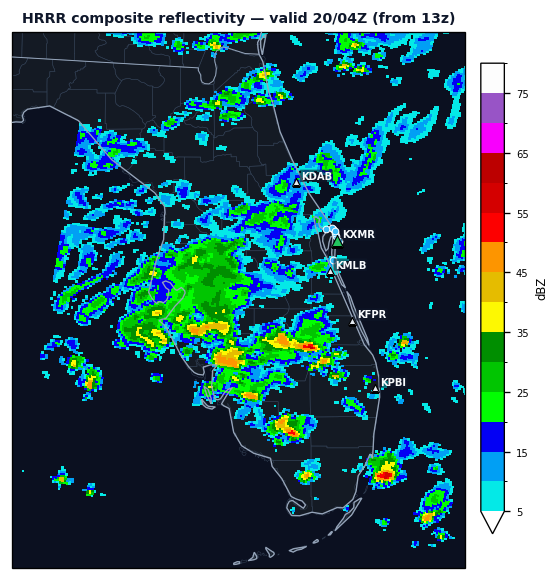 HRRR composite reflectivity — valid 20/04Z (from 13z)
KDAB
KXMR
KMLB
KFPR
KPBI
75
65
55
45
35
25
15
5
dBZ